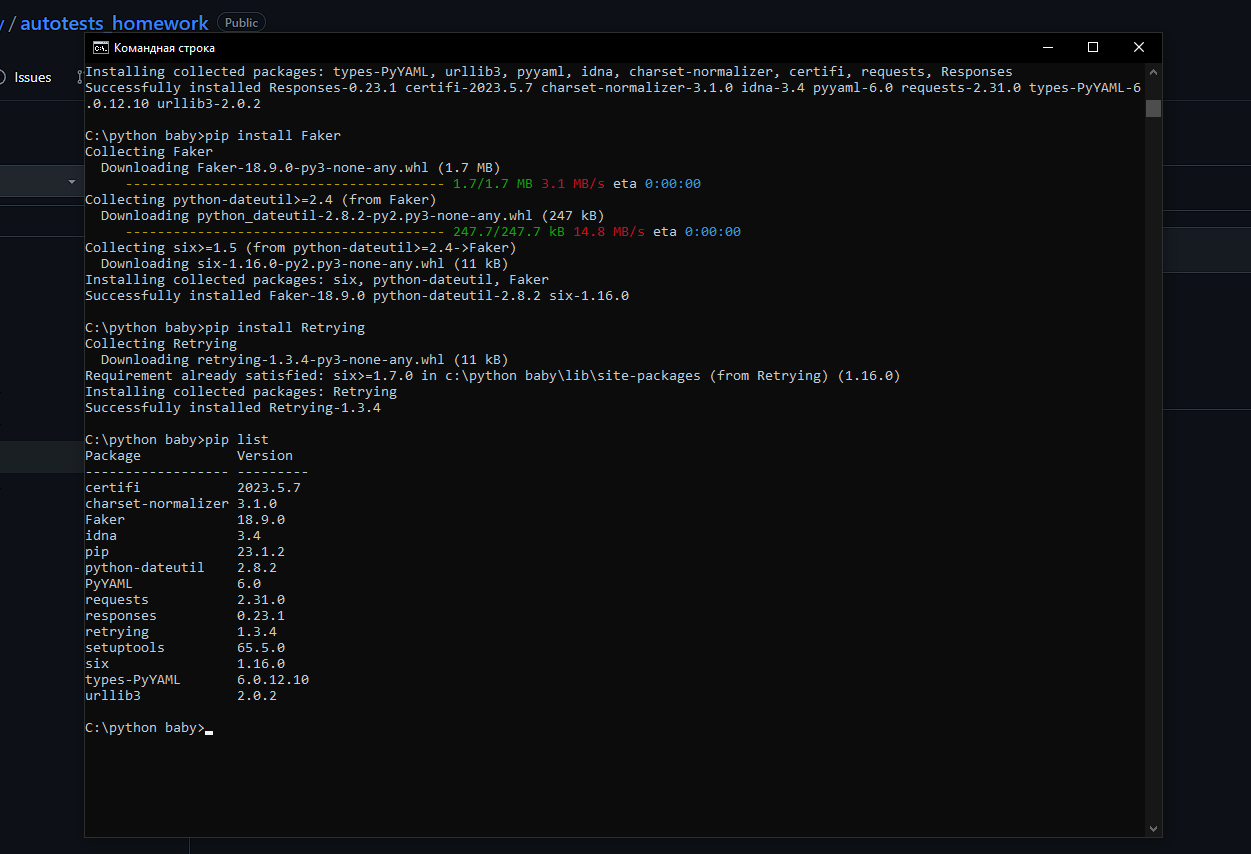 / autotests_homework Public
Issues
Командная строка
Installing collected packages: types-PyYAML, urllib3, pyyaml, idna, charset-normalizer, certifi, requests, Responses
Successfully installed Responses-0.23.1 certifi-2023.5.7 charset-normalizer-3.1.0 idna-3.4 pyyaml-6.0 requests-2.31.0 types-PyYAML-6
.0.12.10 urllib3-2.0.2
C:\python baby>pip install Faker
Collecting Faker
Downloading Faker-18.9.0-py3-none-any.whl (1.7 MB)
---------------------------------------- 1.7/1.7 MB 3.1 MB/s eta 0:00:00
Collecting python-dateutil>=2.4 (from Faker)
Downloading python_dateutil-2.8.2-py2.py3-none-any.whl (247 kB)
---------------------------------------- 247.7/247.7 kB 14.8 MB/s eta 0:00:00
Collecting six>=1.5 (from python-dateutil>=2.4->Faker)
Downloading six-1.16.0-py2.py3-none-any.whl (11 kB)
Installing collected packages: six, python-dateutil, Faker
Successfully installed Faker-18.9.0 python-dateutil-2.8.2 six-1.16.0
C:\python baby>pip install Retrying
Collecting Retrying
Downloading retrying-1.3.4-py3-none-any.whl (11 kB)
Requirement already satisfied: six>=1.7.0 in c:\python baby\lib\site-packages (from Retrying) (1.16.0)
Installing collected packages: Retrying
Successfully installed Retrying-1.3.4
C:\python baby>pip list
Package Version
------------------ ---------
certifi 2023.5.7
charset-normalizer 3.1.0
Faker 18.9.0
idna 3.4
pip 23.1.2
python-dateutil 2.8.2
PyYAML 6.0
requests 2.31.0
responses 0.23.1
retrying 1.3.4
setuptools 65.5.0
six 1.16.0
types-PyYAML 6.0.12.10
urllib3 2.0.2
C:\python baby>